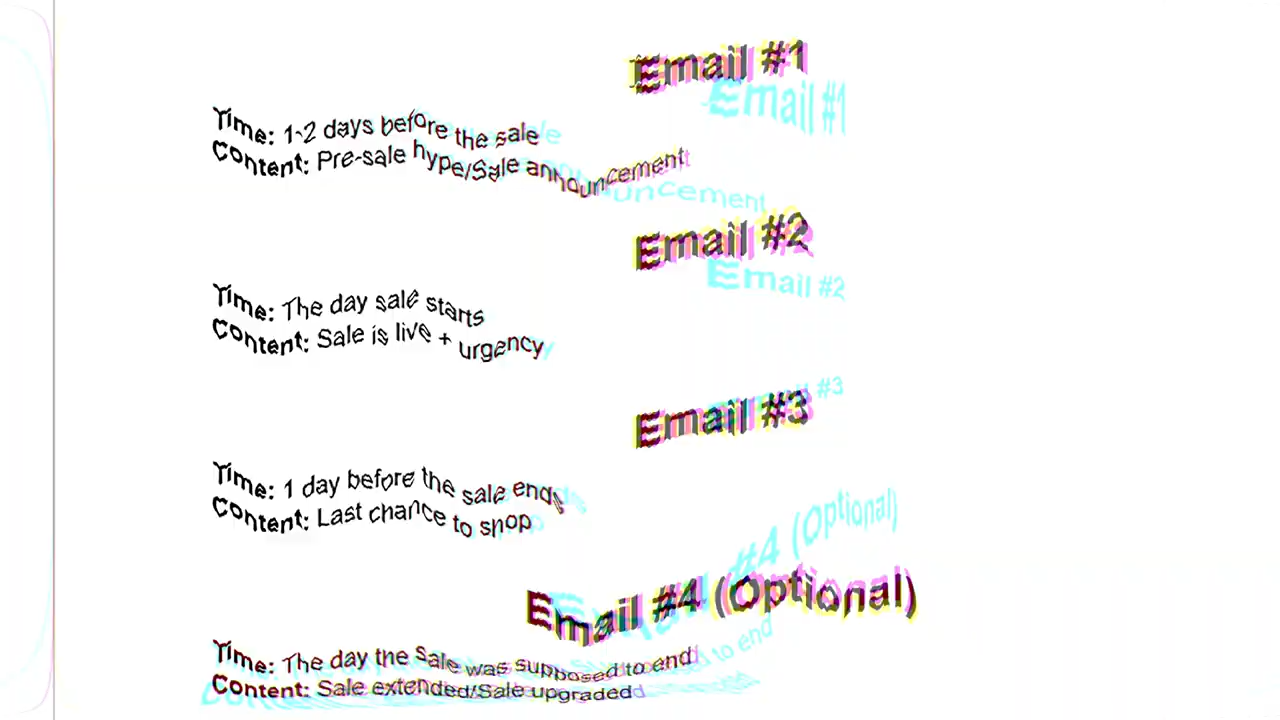 Email #1
Time: 1-2 days before the sale
Content: Pre-sale hype/Sale announcement
Email #2
Time: The day sale starts
Content: Sale is live + urgency
Email #3
Time: 1 day before the sale ends
Content: Last chance to shop
Email #4 (Optional)
Time: The day the Sale was supposed to end
Content: Sale extended/Sale upgraded